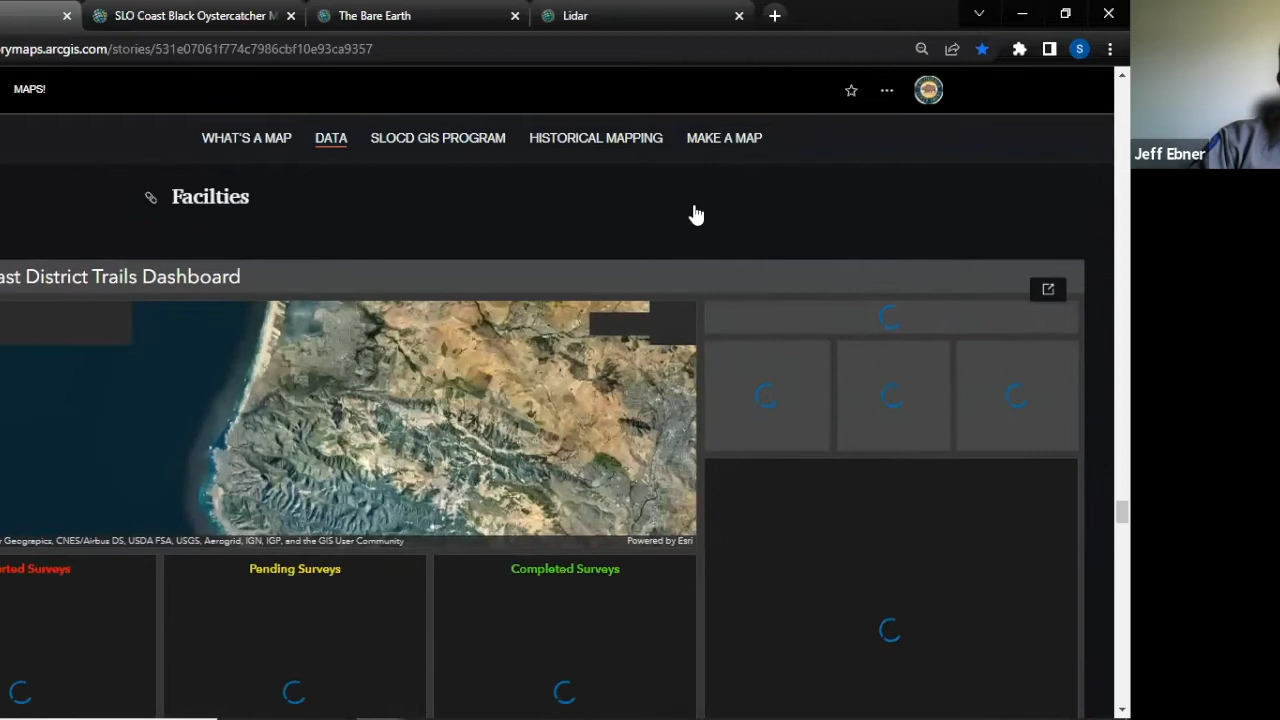 SLO Coast Black Oystercatcher M
The Bare Earth
Lidar
rymaps.arcgis.com/stories/531e07061f774c7986cbf10e93ca9357
S
MAPS!
WHAT'S A MAP
DATA
SLOCD GIS PROGRAM
HISTORICAL MAPPING
MAKE A MAP
Jeff Ebner
Facilties
ast District Trails Dashboard
r Geograpics, CNES/Airbus DS, USDA FSA, USGS, Aerogrid, IGN, IGP, and the GIS User Community
Powered by Esri
rted Surveys
Pending Surveys
Completed Surveys